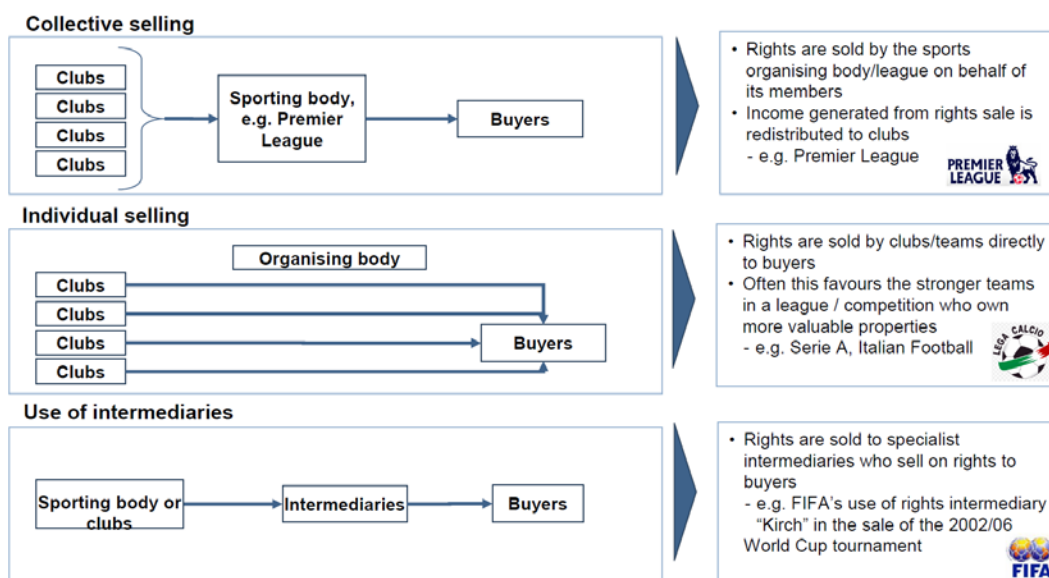 Collective selling
Clubs
Clubs
Clubs
Clubs
Sporting body,
e.g. Premier
League
Buyers
• Rights are sold by the sports
organising body/league on behalf of
its members
• Income generated from rights sale is
redistributed to clubs
- e.g. Premier League
PREMIER
LEAGUE
Individual selling
Organising body
Clubs
Clubs
Clubs
Clubs
Buyers
• Rights are sold by clubs/teams directly
to buyers
• Often this favours the stronger teams
in a league / competition who own
more valuable properties
- e.g. Serie A, Italian Football
LEGA CALCIO
Use of intermediaries
Sporting body or
clubs
Intermediaries
Buyers
• Rights are sold to specialist
intermediaries who sell on rights to
buyers
- e.g. FIFA's use of rights intermediary
"Kirch" in the sale of the 2002/06
World Cup tournament
FIFA